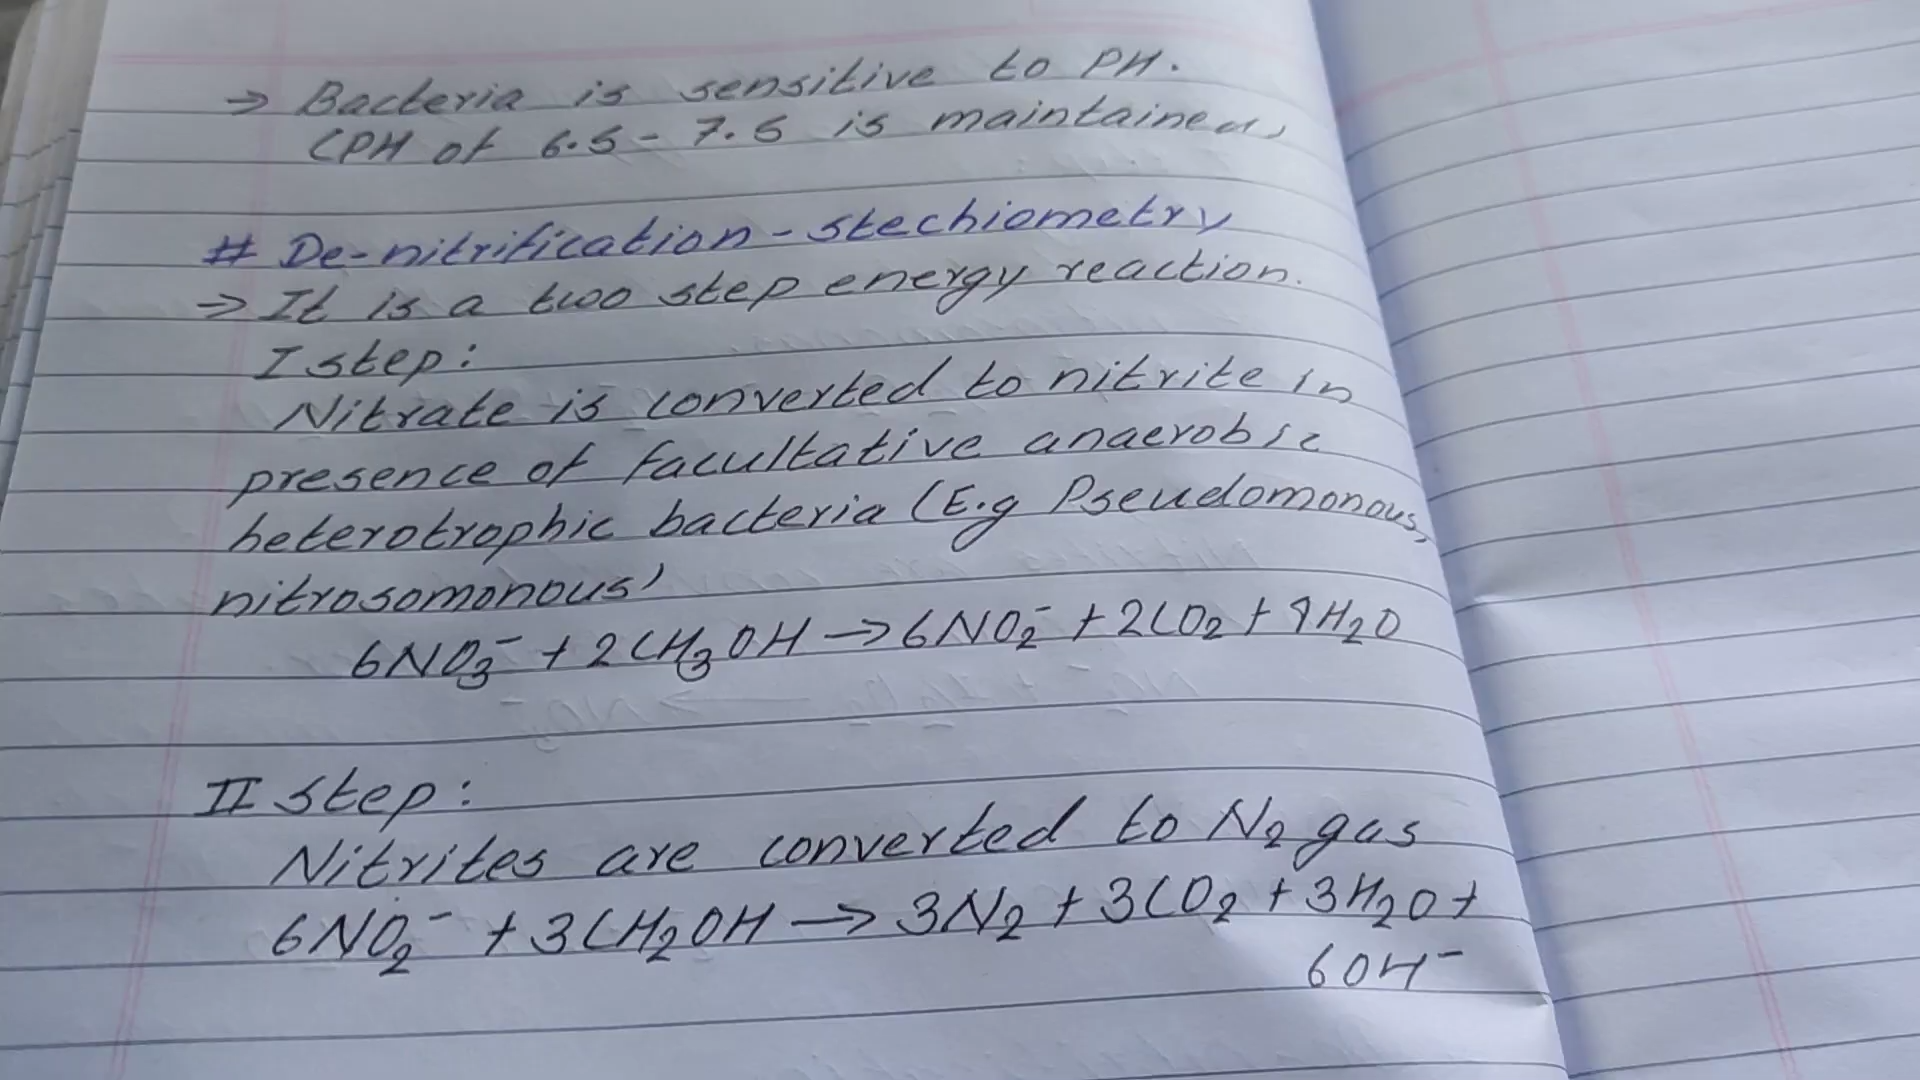 → Bacteria is sensitive to PH.
(PH of 6.5 - 7.5 is maintained)
# De-nitrification - stechiometry
→ It is a two step energy reaction.
I step:
Nitrate is converted to nitrite in
presence of facultative anaerobic
heterotrophic bacteria (E.g Pseudomonous,
nitrosomonous)
6NO₃⁻ + 2CH₃OH → 6NO₂⁻ + 2CO₂ + 4H₂O
II step:
Nitrites are converted to N₂ gas
6NO₂⁻ + 3CH₂OH → 3N₂ + 3CO₂ + 3H₂O +
6OH⁻